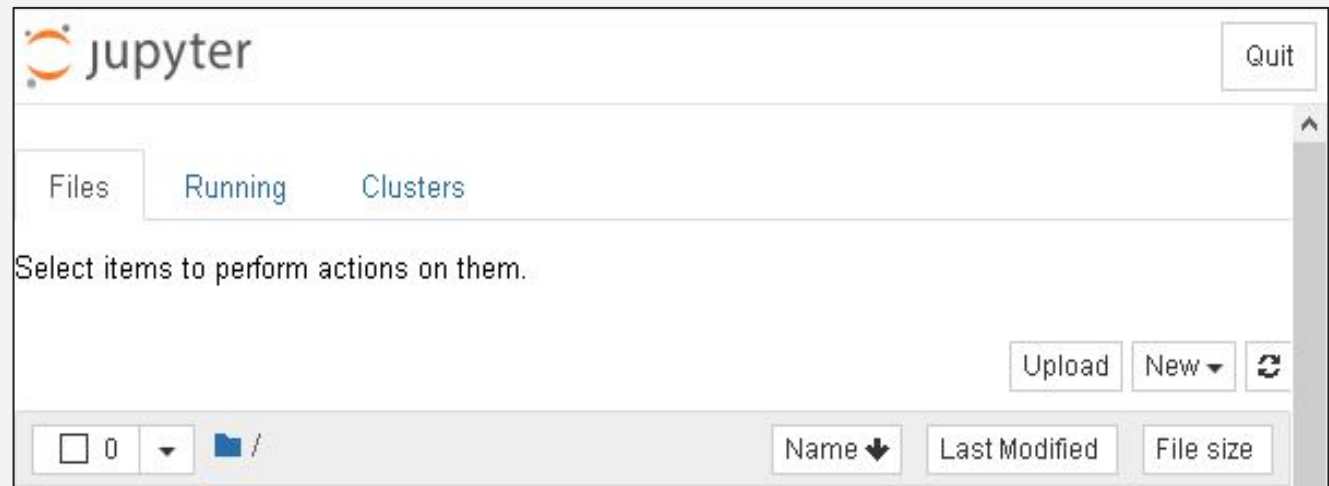 jupyter
Quit
Files Running Clusters
Select items to perform actions on them.
Upload New
0 / Name Last Modified File size